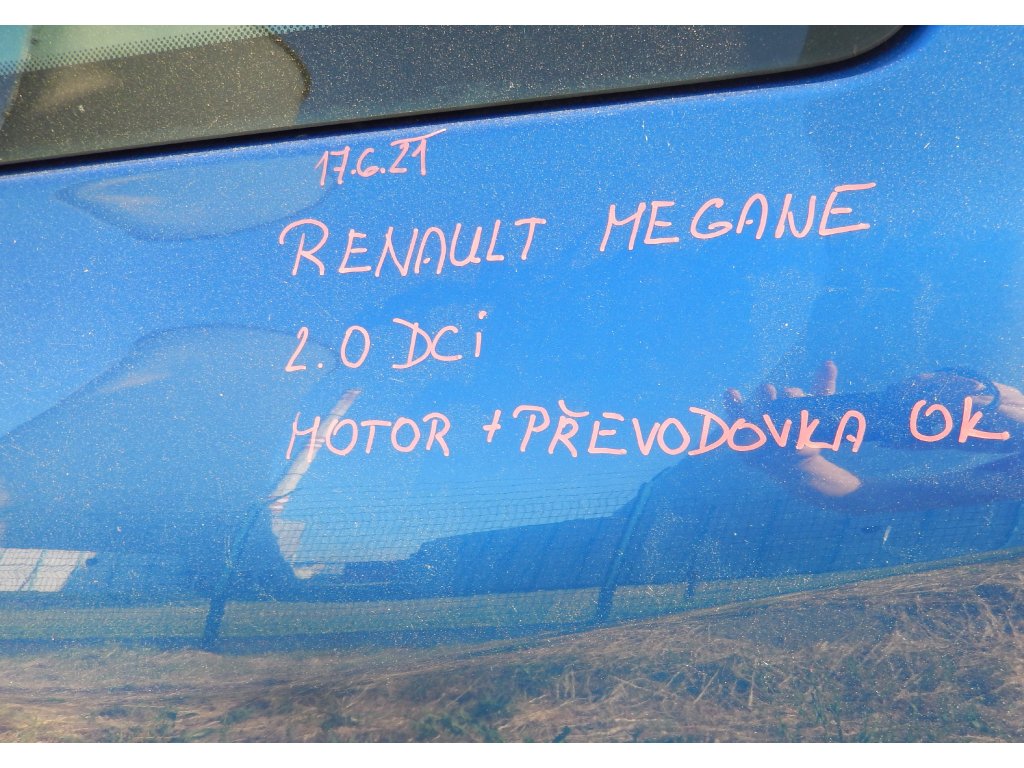 17.6.21
RENAULT MEGANE
2.0 DCi
MOTOR + PŘEVODOVKA OK